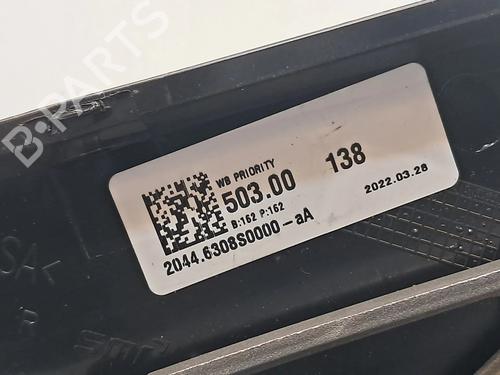 B-PARTS
WB PRIORITY
503.00 138
B:162 P:162
2022.03.28
2044.6308S0000-aA
R